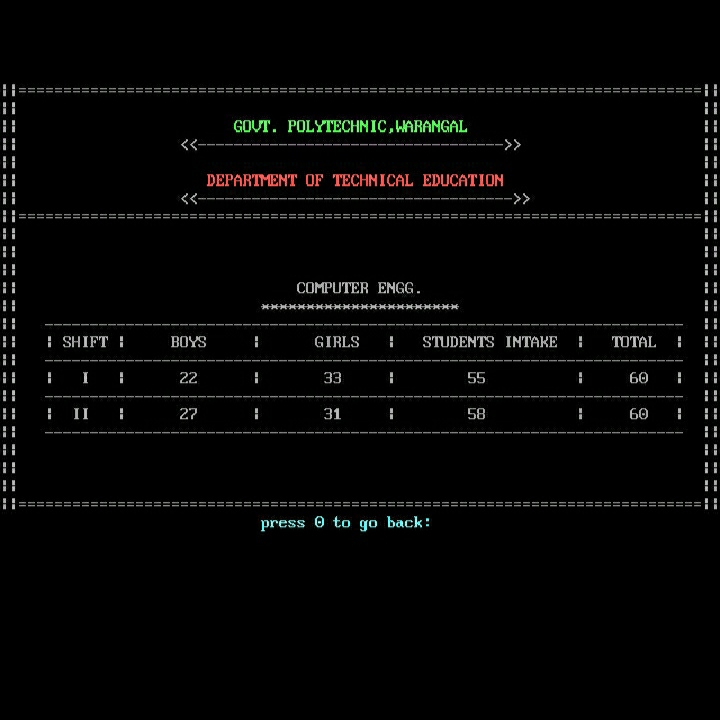 GOVT. POLYTECHNIC,WARANGAL
<<---------------------------------->>
DEPARTMENT OF TECHNICAL EDUCATION
<<----------------------------------->>
COMPUTER ENGG.
**********************
| SHIFT | BOYS | GIRLS | STUDENTS INTAKE | TOTAL |
| I | 22 | 33 | 55 | 60 |
| II | 27 | 31 | 58 | 60 |
press 0 to go back: